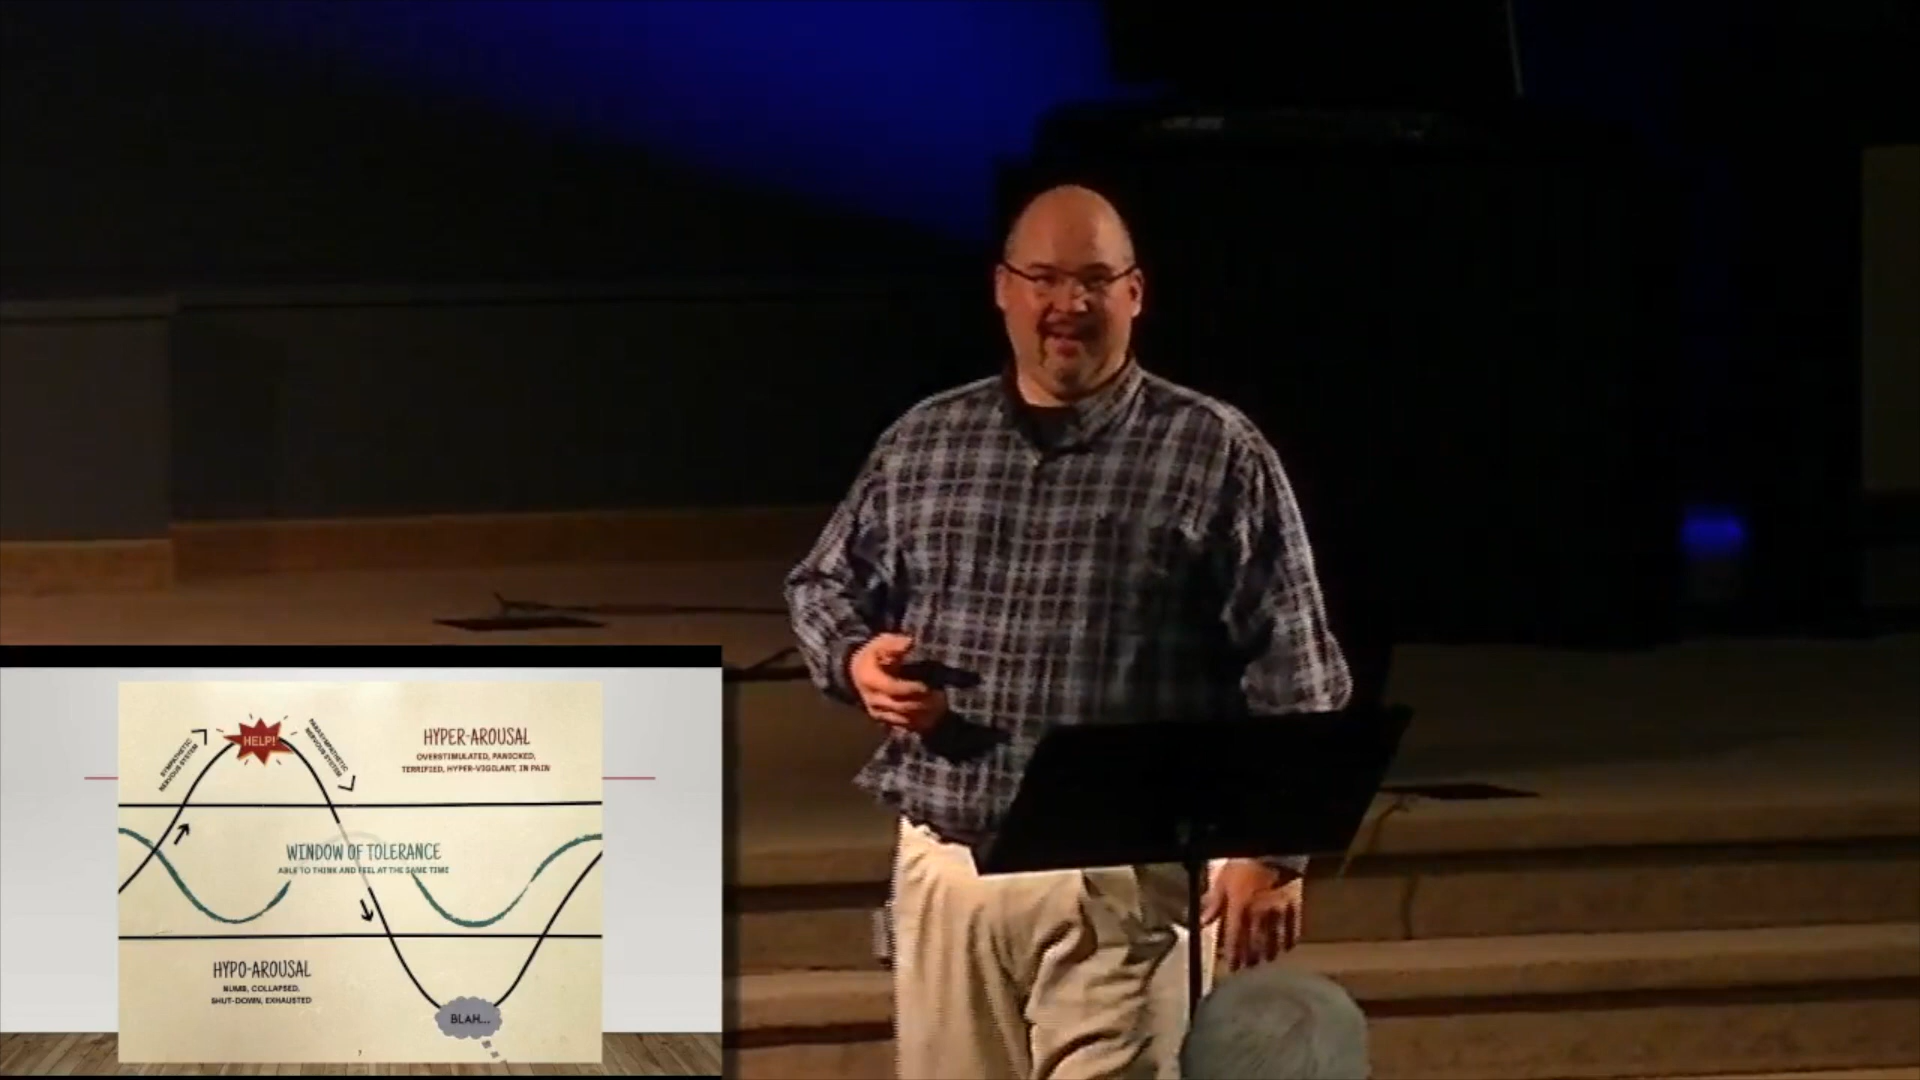 HELP!
SYMPATHETIC
NERVOUS SYSTEM
PARASYMPATHETIC
NERVOUS SYSTEM
HYPER-AROUSAL
OVERSTIMULATED, PANICKED,
TERRIFIED, HYPER-VIGILANT, IN PAIN
WINDOW OF TOLERANCE
ABLE TO THINK AND FEEL AT THE SAME TIME
HYPO-AROUSAL
NUMB, COLLAPSED,
SHUT-DOWN, EXHAUSTED
BLAH...